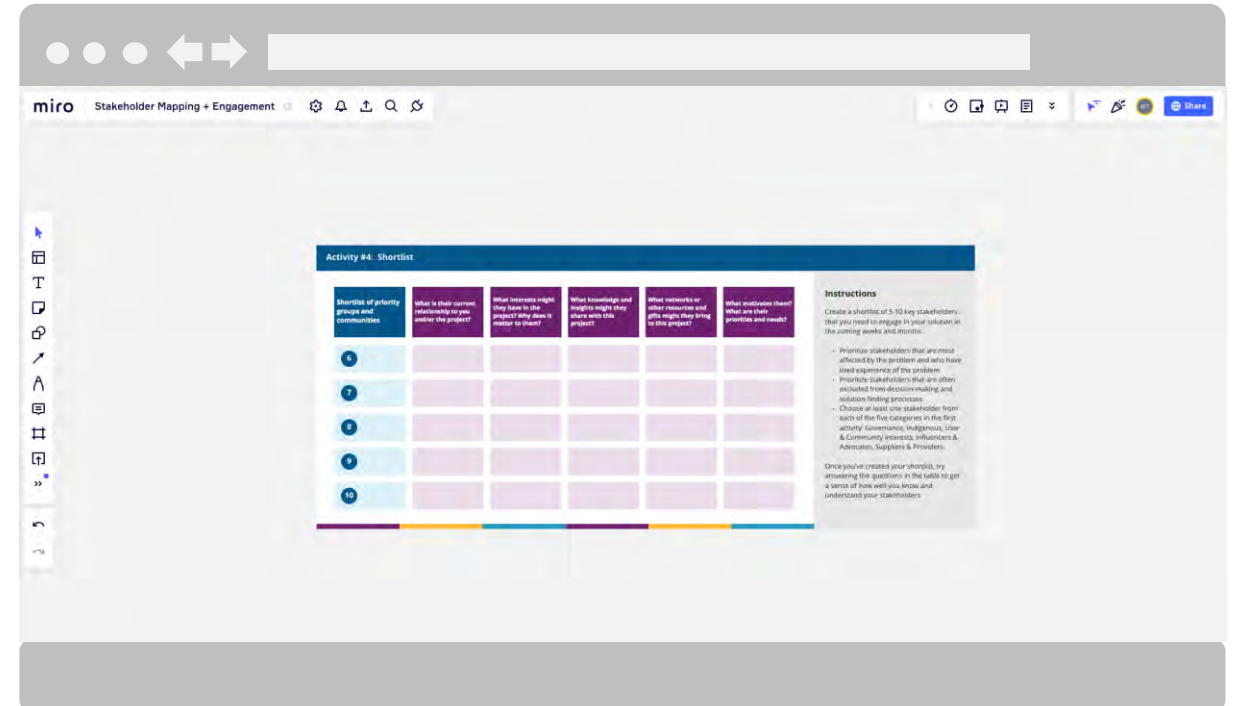 miro
Stakeholder Mapping + Engagement
Share
Activity #4: Shortlist
Shortlist of priority
groups and
communities
What is their current
relationship to you
and/or the project?
What interests might
they have in the
project? Why does it
matter to them?
What knowledge and
insights might they
share with this
project?
What networks or
other resources and
gifts might they bring
to this project?
What motivates them?
What are their
priorities and needs?
6
7
8
9
10
Instructions
Create a shortlist of 5-10 key stakeholders
that you need to engage in your solution in
the coming weeks and months.
• Prioritize stakeholders that are most
affected by the problem and who have
lived experience of the problem
• Prioritize stakeholders that are often
excluded from decision-making and
solution finding processes
• Choose at least one stakeholder from
each of the five categories in the first
activity: Governance, Indigenous, User
& Community interests, Influencers &
Advocates, Suppliers & Providers.
Once you've created your shortlist, try
answering the questions in the table to get
a sense of how well you know and
understand your stakeholders.